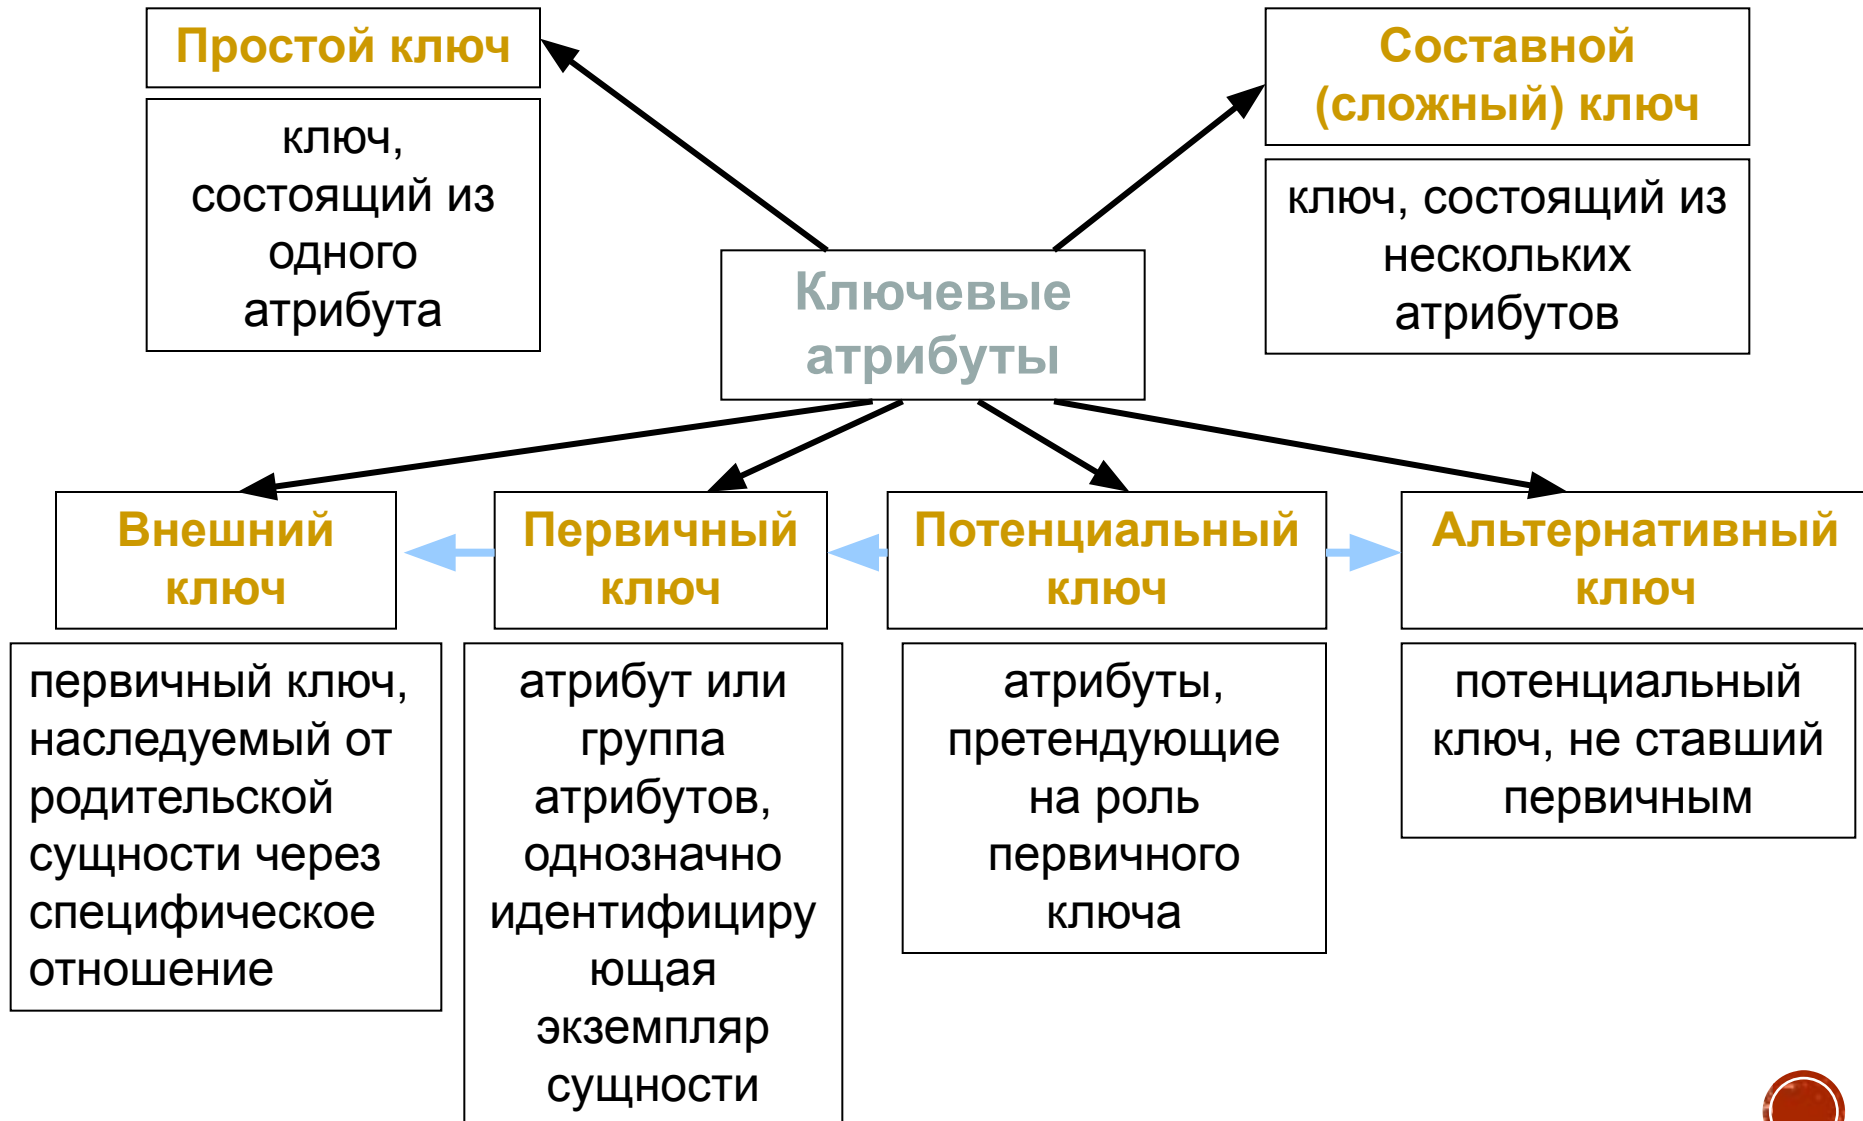 Простой ключ
ключ,
состоящий из
одного
атрибута
Составной
(сложный) ключ
ключ, состоящий из
нескольких
атрибутов
Ключевые
атрибуты
Внешний
ключ
первичный ключ,
наследуемый от
родительской
сущности через
специфическое
отношение
Первичный
ключ
атрибут или
группа
атрибутов,
однозначно
идентифициру
ющая
экземпляр
сущности
Потенциальный
ключ
атрибуты,
претендующие
на роль
первичного
ключа
Альтернативный
ключ
потенциальный
ключ, не ставший
первичным